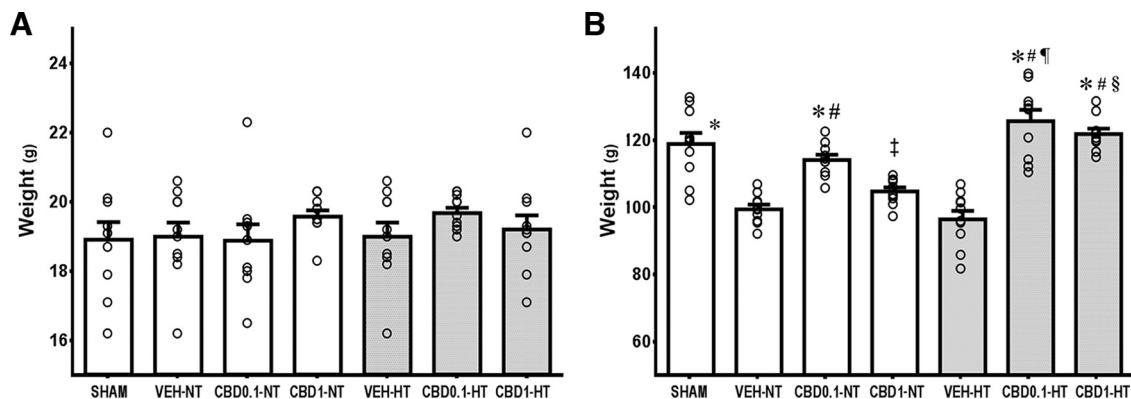 A
Weight (g)
24
22
20
18
16
SHAM VEH-NT CBD0.1-NT CBD1-NT VEH-HT CBD0.1-HT CBD1-HT
B
Weight (g)
140
120
100
80
60
*
*#
‡
*#¶
*#§
SHAM VEH-NT CBD0.1-NT CBD1-NT VEH-HT CBD0.1-HT CBD1-HT